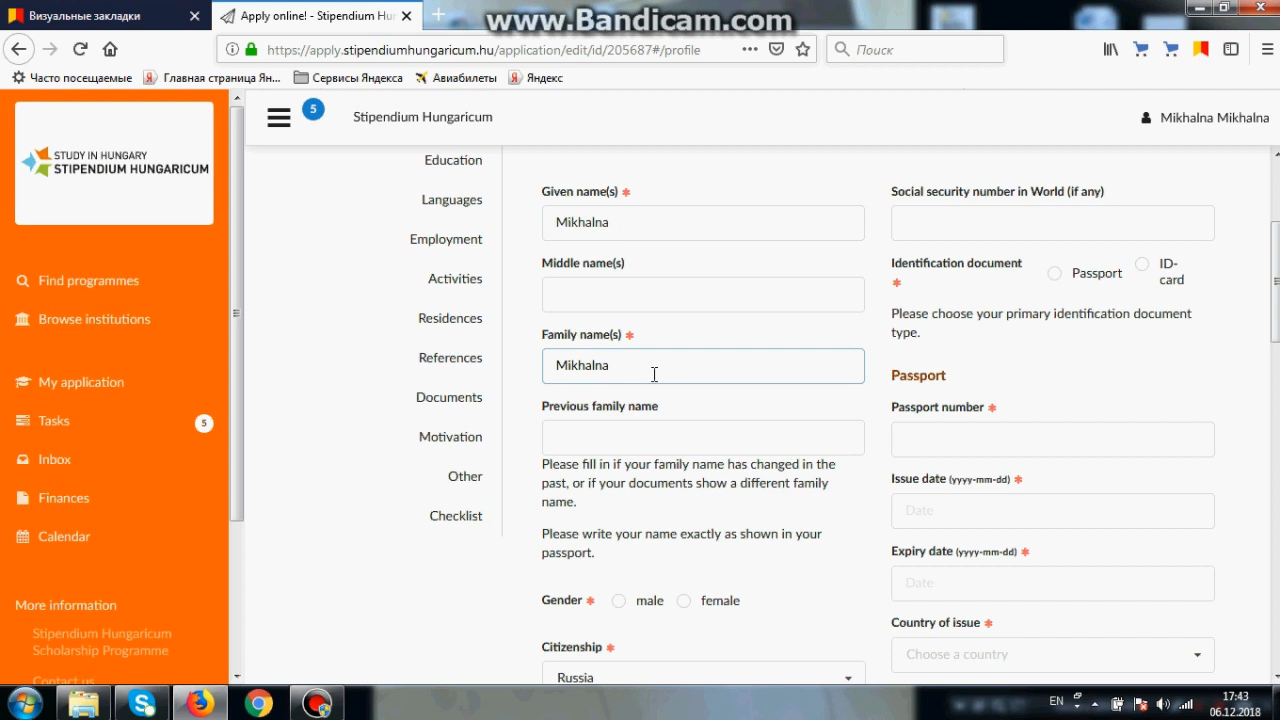 www.Bandicam.com
Визуальные закладки
Apply online! - Stipendium Hu
https://apply.stipendiumhungaricum.hu/application/edit/id/205687#/profile
Поиск
Часто посещаемые
Главная страница Ян...
Сервисы Яндекса
Авиабилеты
Яндекс
STUDY IN HUNGARY
STIPENDIUM HUNGARICUM
Find programmes
Browse institutions
My application
Tasks
5
Inbox
Finances
Calendar
More information
Stipendium Hungaricum
Scholarship Programme
Contact us
5
Stipendium Hungaricum
Mikhalna Mikhalna
Education
Languages
Employment
Activities
Residences
References
Documents
Motivation
Other
Checklist
Given name(s) *
Mikhalna
Middle name(s)
Family name(s) *
Mikhalna
Previous family name
Please fill in if your family name has changed in the
past, or if your documents show a different family
name.
Please write your name exactly as shown in your
passport.
Gender * male female
Citizenship *
Russia
Social security number in World (if any)
Identification document
*
Passport
ID-
card
Please choose your primary identification document
type.
Passport
Passport number *
Issue date (yyyy-mm-dd) *
Date
Expiry date (yyyy-mm-dd) *
Date
Country of issue *
Choose a country
EN
17:43
06.12.2018